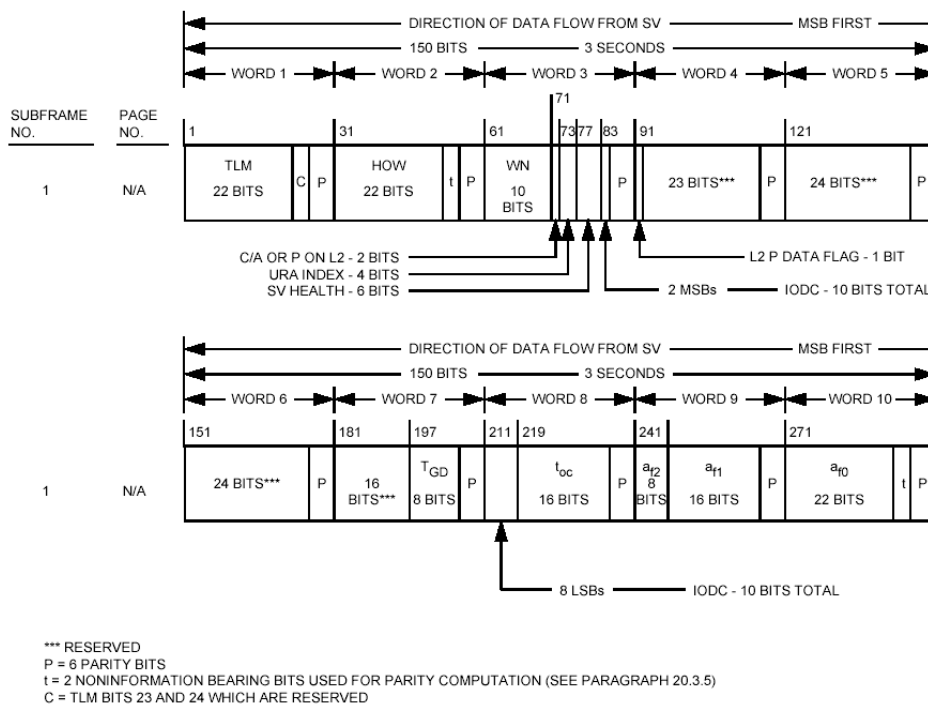 DIRECTION OF DATA FLOW FROM SV MSB FIRST
150 BITS 3 SECONDS
WORD 1 WORD 2 WORD 3 WORD 4 WORD 5
71
SUBFRAME NO. PAGE NO.
1 31 61 73 77 83 91 121
1 N/A TLM 22 BITS C P HOW 22 BITS t P WN 10 BITS P 23 BITS*** P 24 BITS*** P
C/A OR P ON L2 - 2 BITS L2 P DATA FLAG - 1 BIT
URA INDEX - 4 BITS
SV HEALTH - 6 BITS 2 MSBs IODC - 10 BITS TOTAL
DIRECTION OF DATA FLOW FROM SV MSB FIRST
150 BITS 3 SECONDS
WORD 6 WORD 7 WORD 8 WORD 9 WORD 10
151 181 197 211 219 241 271
1 N/A 24 BITS*** P 16 BITS*** TGD 8 BITS P toc 16 BITS P af2 8 BITS af1 16 BITS P af0 22 BITS t P
8 LSBs IODC - 10 BITS TOTAL
*** RESERVED
P = 6 PARITY BITS
t = 2 NONINFORMATION BEARING BITS USED FOR PARITY COMPUTATION (SEE PARAGRAPH 20.3.5)
C = TLM BITS 23 AND 24 WHICH ARE RESERVED